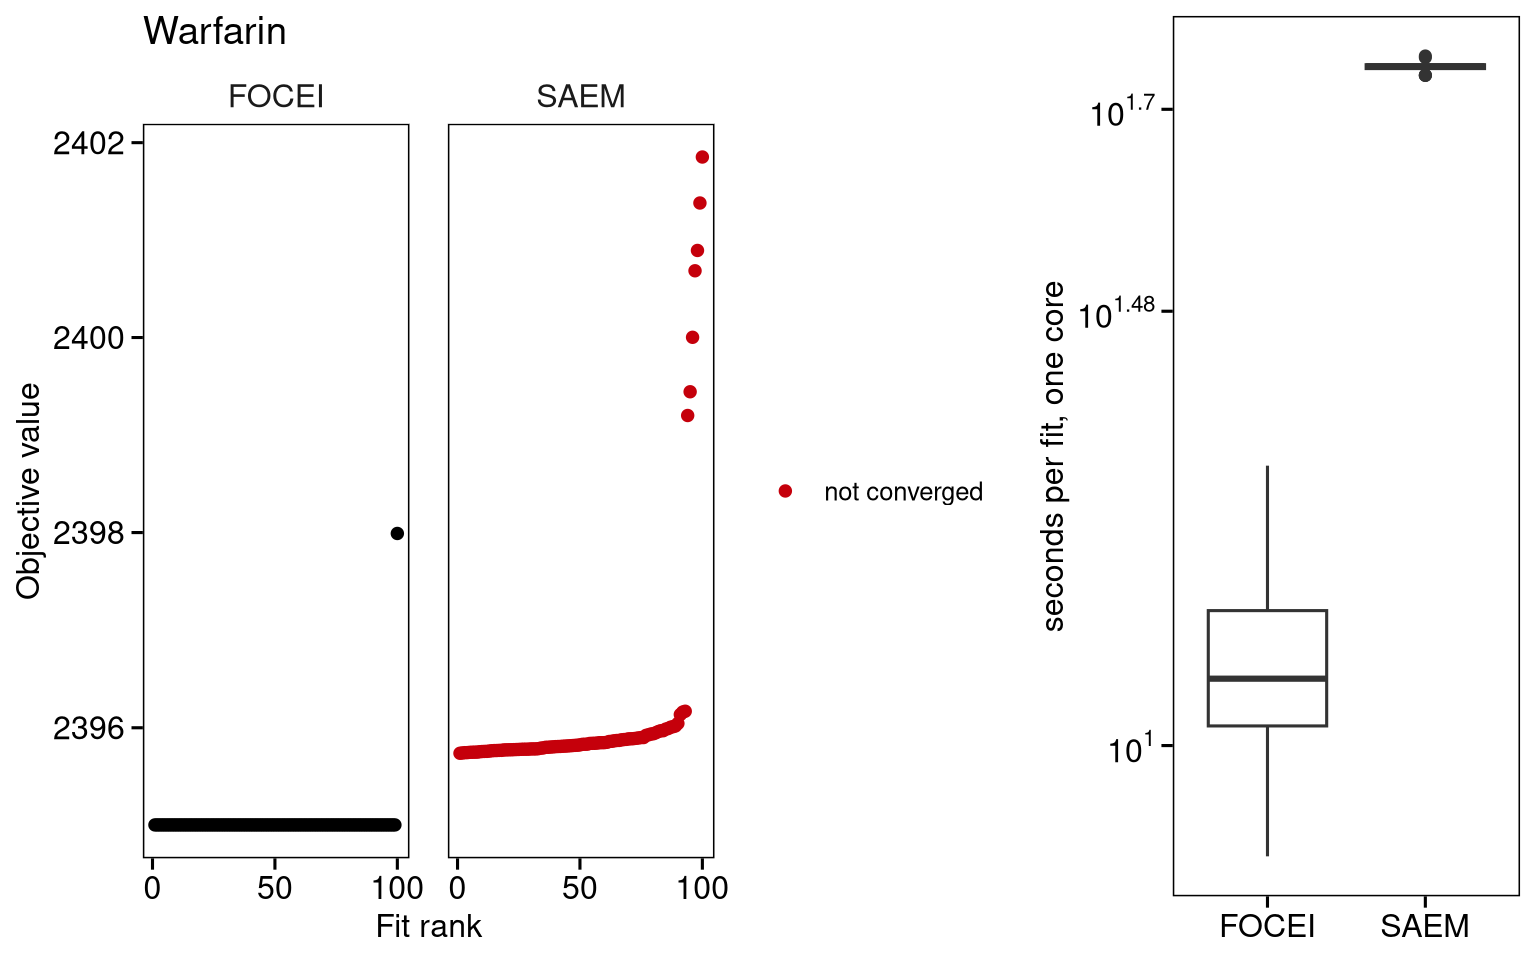 Warfarin
FOCEI
SAEM
2402
2400
2398
2396
Objective value
0
50
100
0
50
100
Fit rank
not converged
seconds per fit, one core
10^1.7
10^1.48
10^1
FOCEI
SAEM